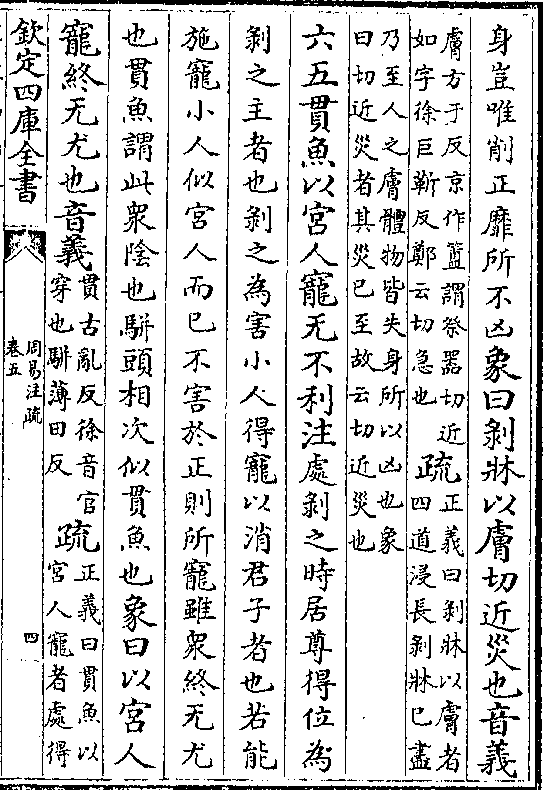 身豈唯削正靡所不凶象曰剝牀以膚切近災也音義
膚方于反京作簠謂祭器切近
如字徐巨靳反鄭云切急也
疏
正義曰剝牀以膚者
四道浸長剝牀已盡
乃至人之膚體物皆失身所以凶也象
曰切近災者其災已至故云切近災也
六五貫魚以宮人寵无不利注處剝之時居尊得位為
剝之主者也剝之為害小人得寵以消君子者也若能
施寵小人似宮人而已不害於正則所寵雖衆終无尤
也貫魚謂此衆陰也駢頭相次似貫魚也象曰以宮人
寵終无尤也音義
貫古亂反徐音官
穿也駢薄田反
疏
正義曰貫魚以
宮人寵者處得
欽定四庫全書
周易注疏
卷五
四